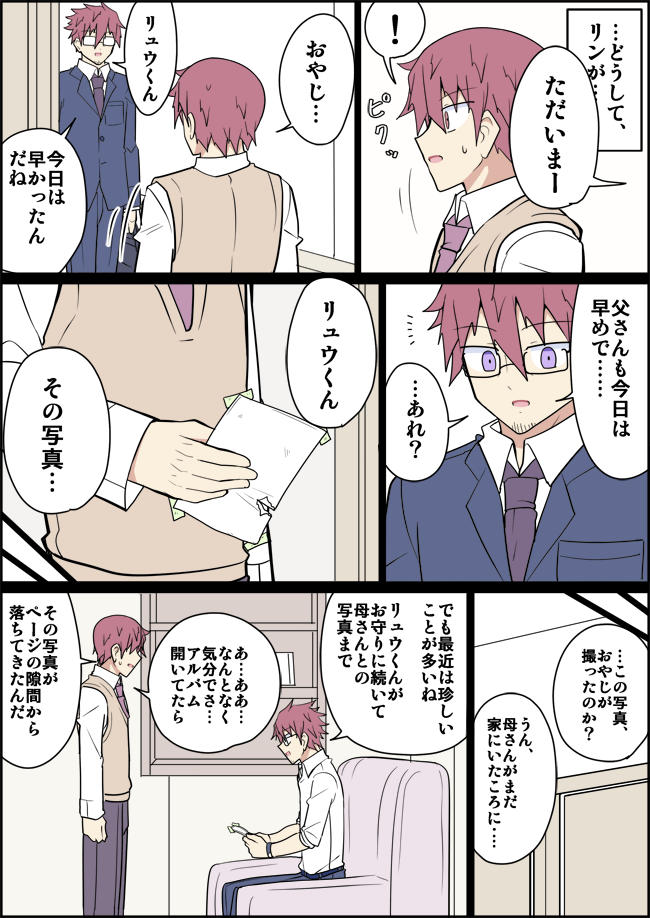 …どうして、
リンが…
ただいまー
！
ピクッ
おやじ…
リュウくん
今日は
早かったん
だね
父さんも今日は
早めで……
…あれ？
リュウくん
その写真…
…この写真、
おやじが
撮ったのか？
うん、
母さんがまだ
家にいたころに…
でも最近は珍しい
ことが多いね
リュウくんが
お守りに続いて
母さんとの
写真まで
あ…ああ…
なんとなく
気分でさ…
アルバム
開いてたら
その写真が
ページの隙間から
落ちてきたんだ